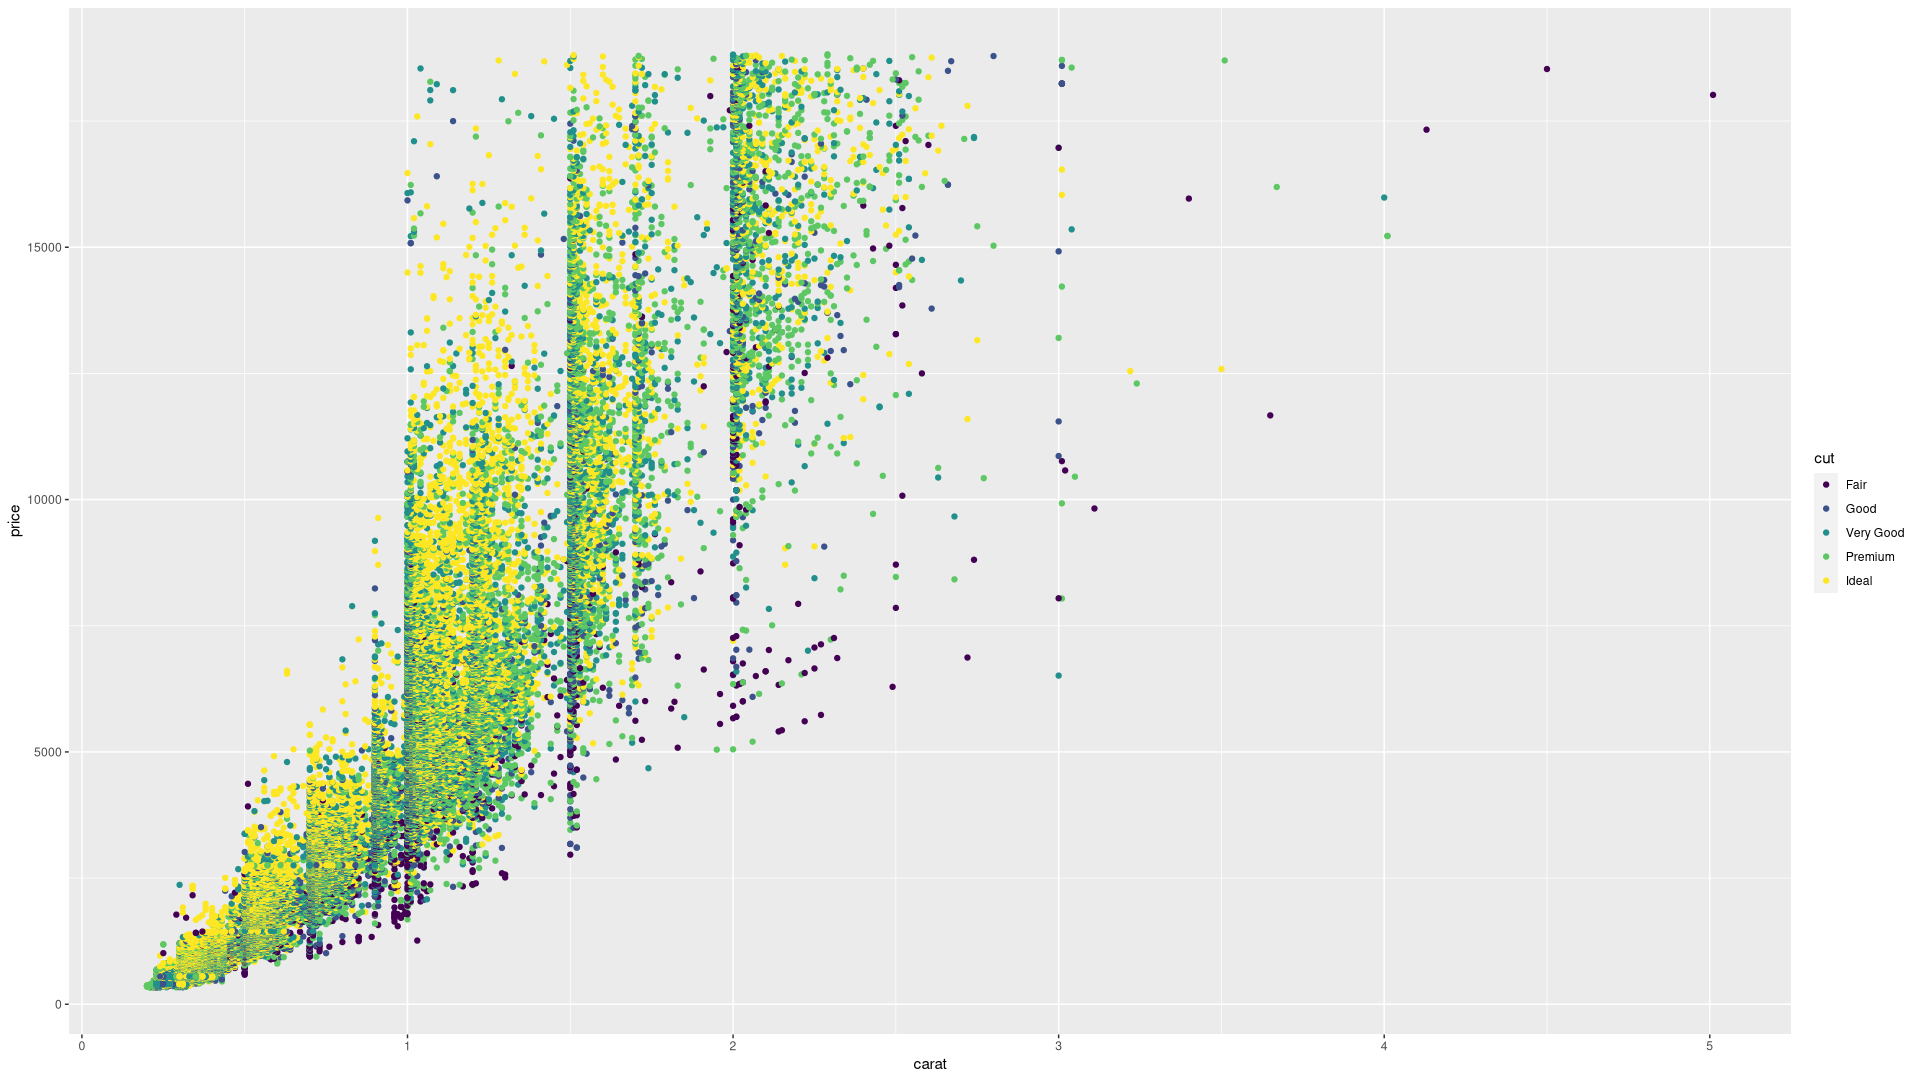 15000
10000
5000
0
price
0 1 2 3 4 5
carat
cut
Fair
Good
Very Good
Premium
Ideal